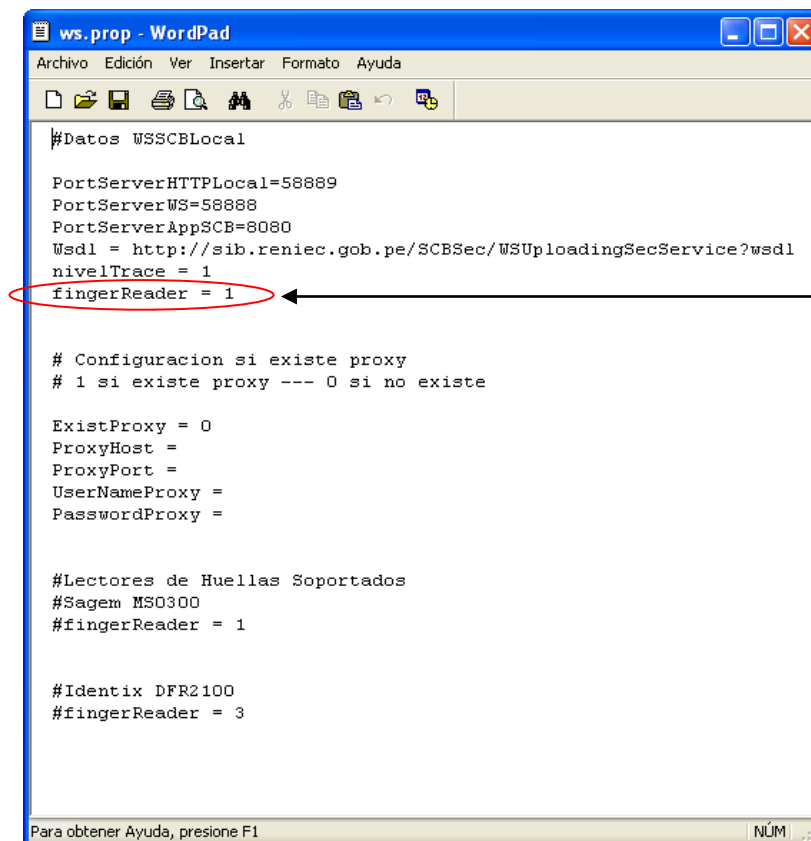 ws.prop - WordPad
Archivo Edición Ver Insertar Formato Ayuda
#Datos WSSCBLocal
PortServerHTTPLocal=58889
PortServerWS=58888
PortServerAppSCB=8080
Wsdl = http://sib.reniec.gob.pe/SCBSec/WSUploadingSecService?wsdl
nivelTrace = 1
fingerReader = 1
# Configuracion si existe proxy
# 1 si existe proxy --- 0 si no existe
ExistProxy = 0
ProxyHost =
ProxyPort =
UserNameProxy =
PasswordProxy =
#Lectores de Huellas Soportados
#Sagem MSO300
#fingerReader = 1
#Identix DFR2100
#fingerReader = 3
Para obtener Ayuda, presione F1 NÚM